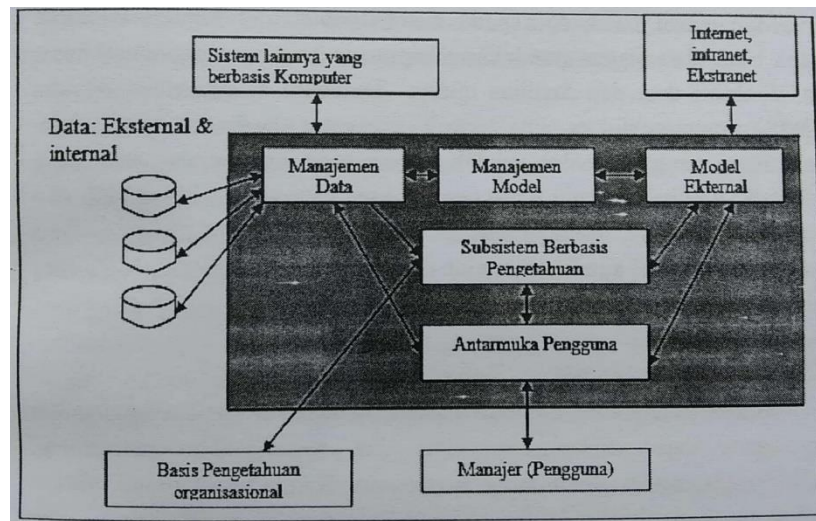 Sistem lainnya yang
berbasis Komputer
Internet,
intranet,
Ekstranet
Data: Eksternal &
internal
Manajemen
Data
Manajemen
Model
Model
Ekternal
Subsistem Berbasis
Pengetahuan
Antarmuka Pengguna
Basis Pengetahuan
organisasional
Manajer (Pengguna)